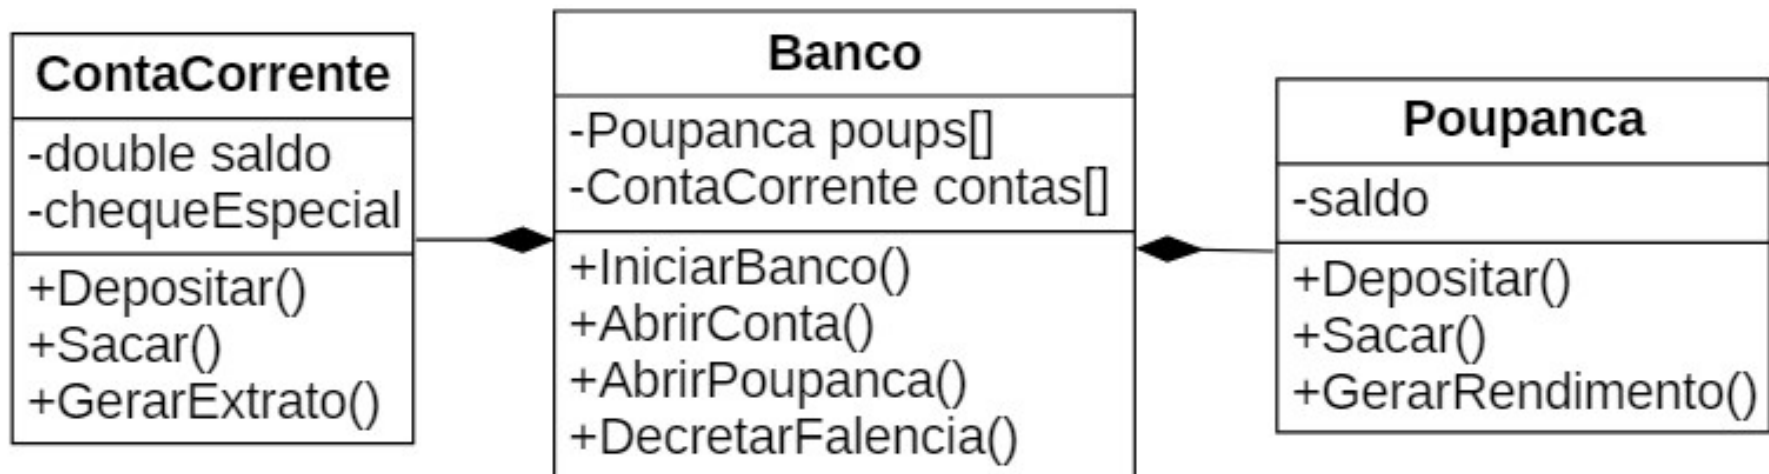 ContaCorrente
-double saldo
-chequeEspecial
+Depositar()
+Sacar()
+GerarExtrato()
Banco
-Poupanca poups[]
-ContaCorrente contas[]
+IniciarBanco()
+AbrirConta()
+AbrirPoupanca()
+DecretarFalencia()
Poupanca
-saldo
+Depositar()
+Sacar()
+GerarRendimento()